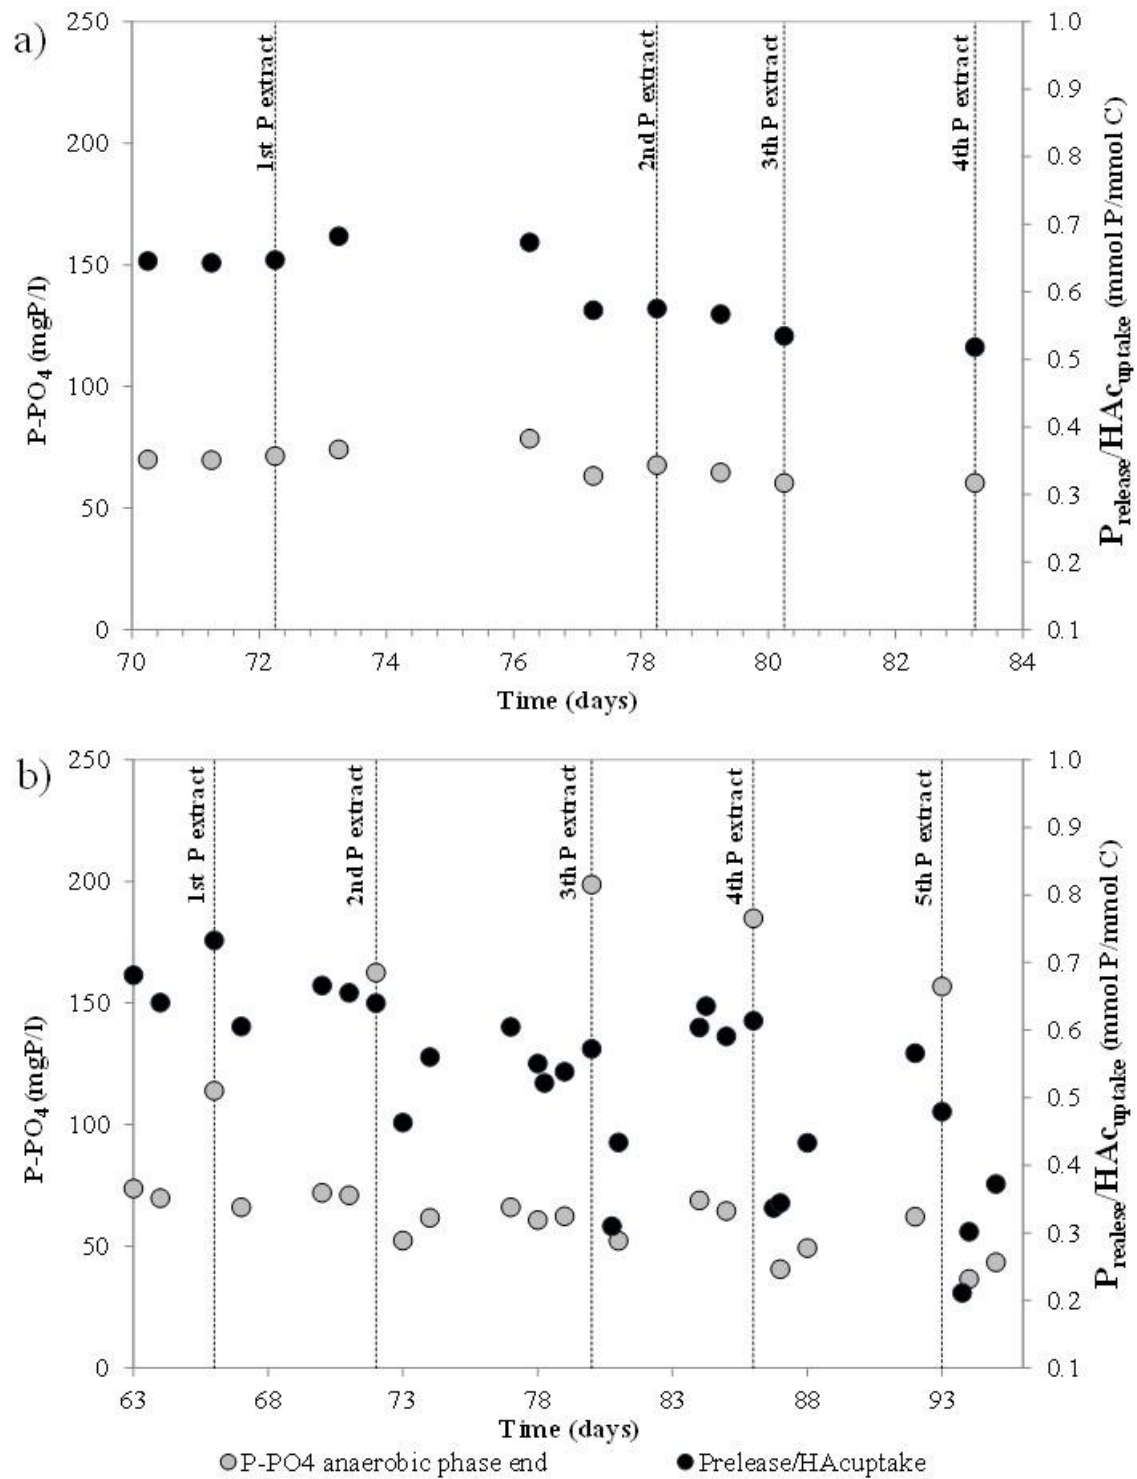 a)
250
200
150
100
50
0
P-PO4 (mgP/l)
1st P extract
2nd P extract
3th P extract
4th P extract
1.0
0.9
0.8
0.7
0.6
0.5
0.4
0.3
0.2
0.1
Prelease/HAcuptake (mmol P/mmol C)
70 72 74 76 78 80 82 84
Time (days)
b)
250
200
150
100
50
0
P-PO4 (mgP/l)
1st P extract
2nd P extract
3th P extract
4th P extract
5th P extract
1.0
0.9
0.8
0.7
0.6
0.5
0.4
0.3
0.2
0.1
Prealese/HAcuptake (mmol P/mmol C)
63 68 73 78 83 88 93
Time (days)
P-PO4 anaerobic phase end Prelease/HAcuptake